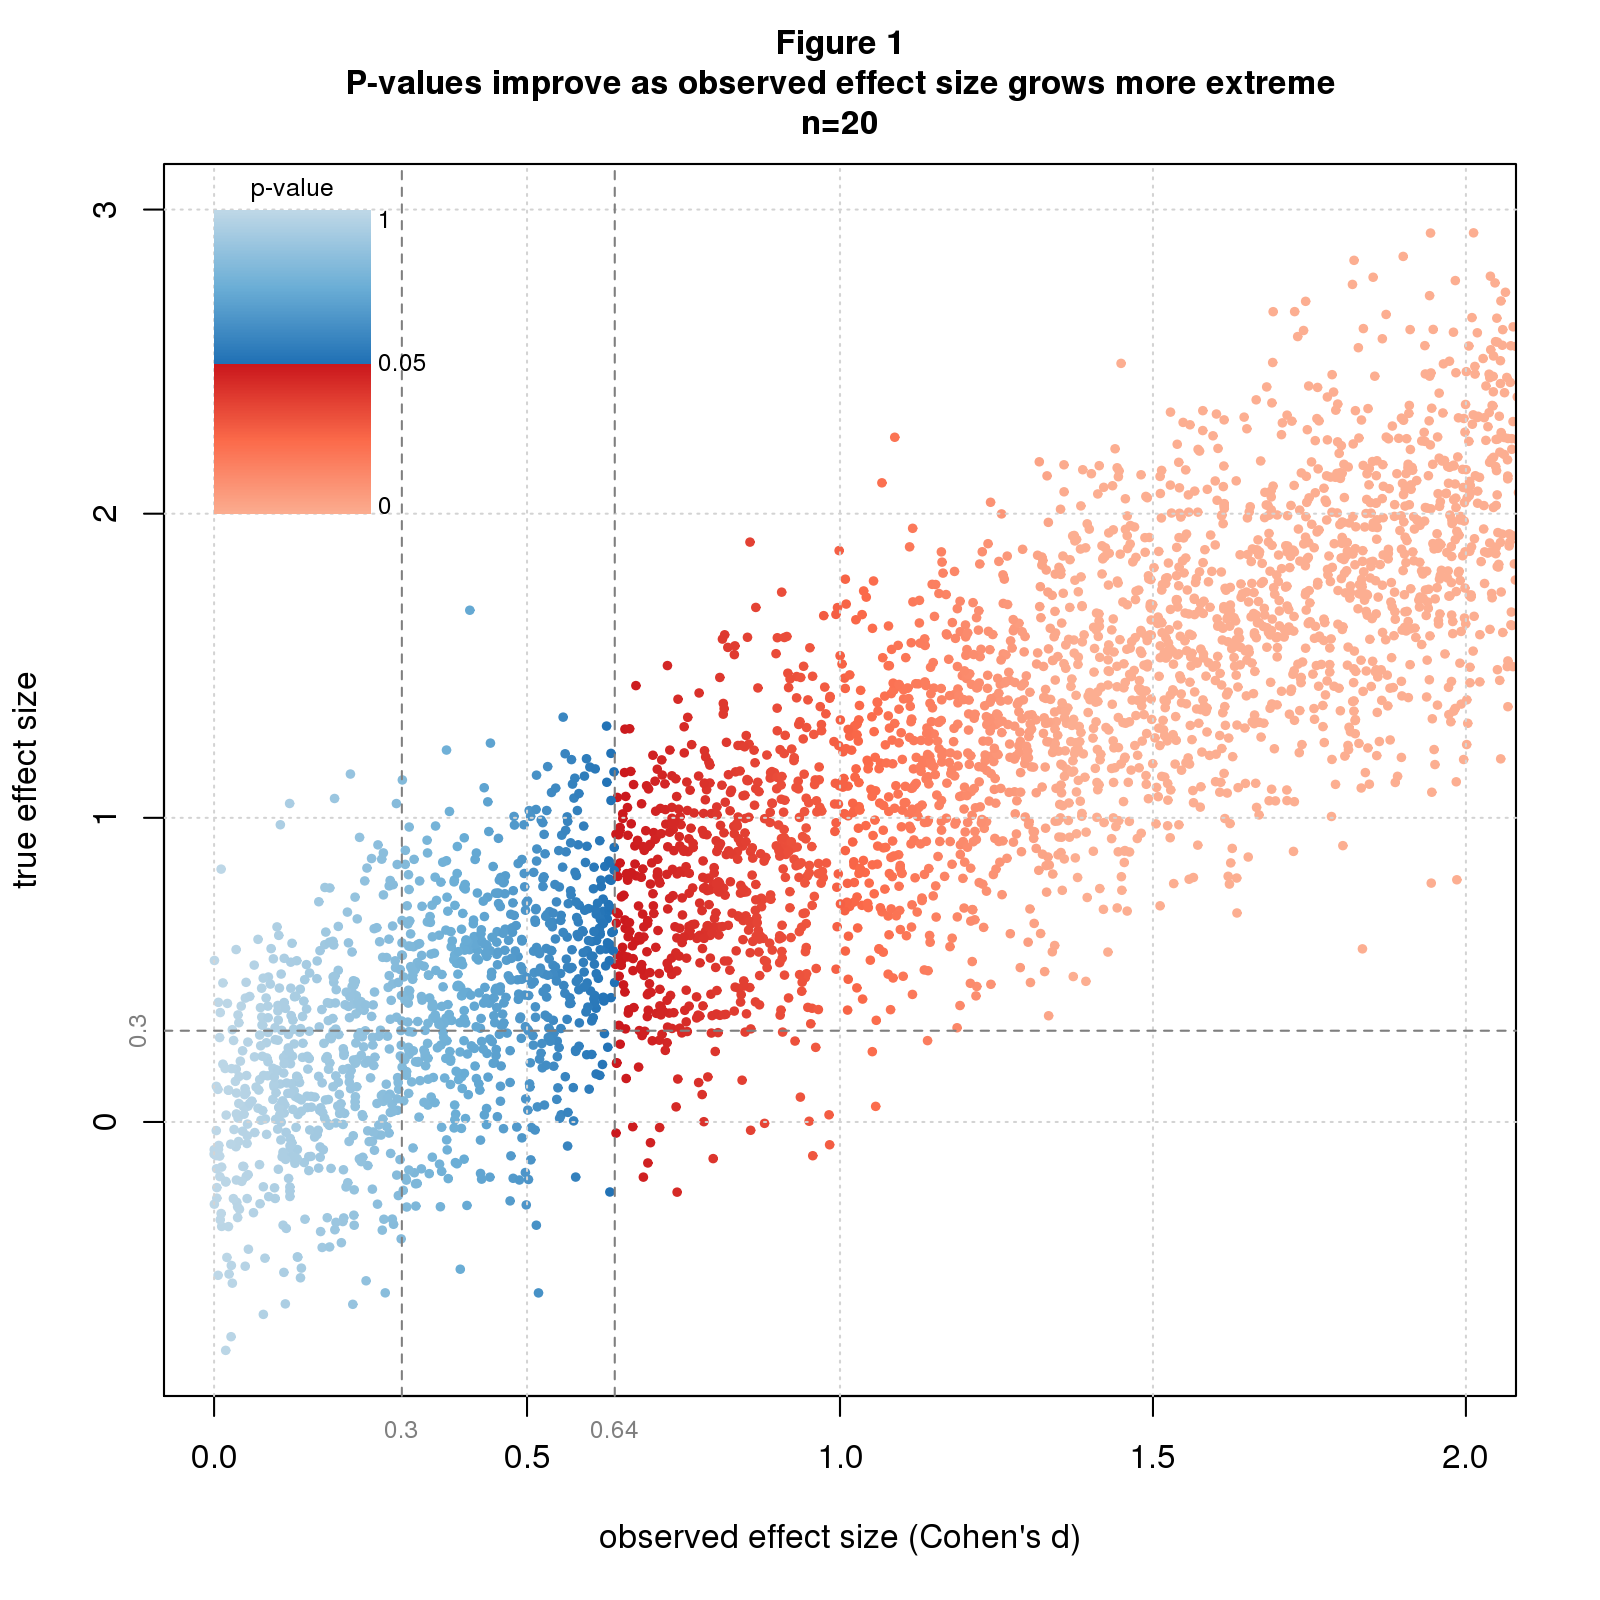 Figure 1
P-values improve as observed effect size grows more extreme
n=20
p-value
1
0.05
0
3
2
1
0.3
0
true effect size
0.3
0.64
0.0
0.5
1.0
1.5
2.0
observed effect size (Cohen's d)